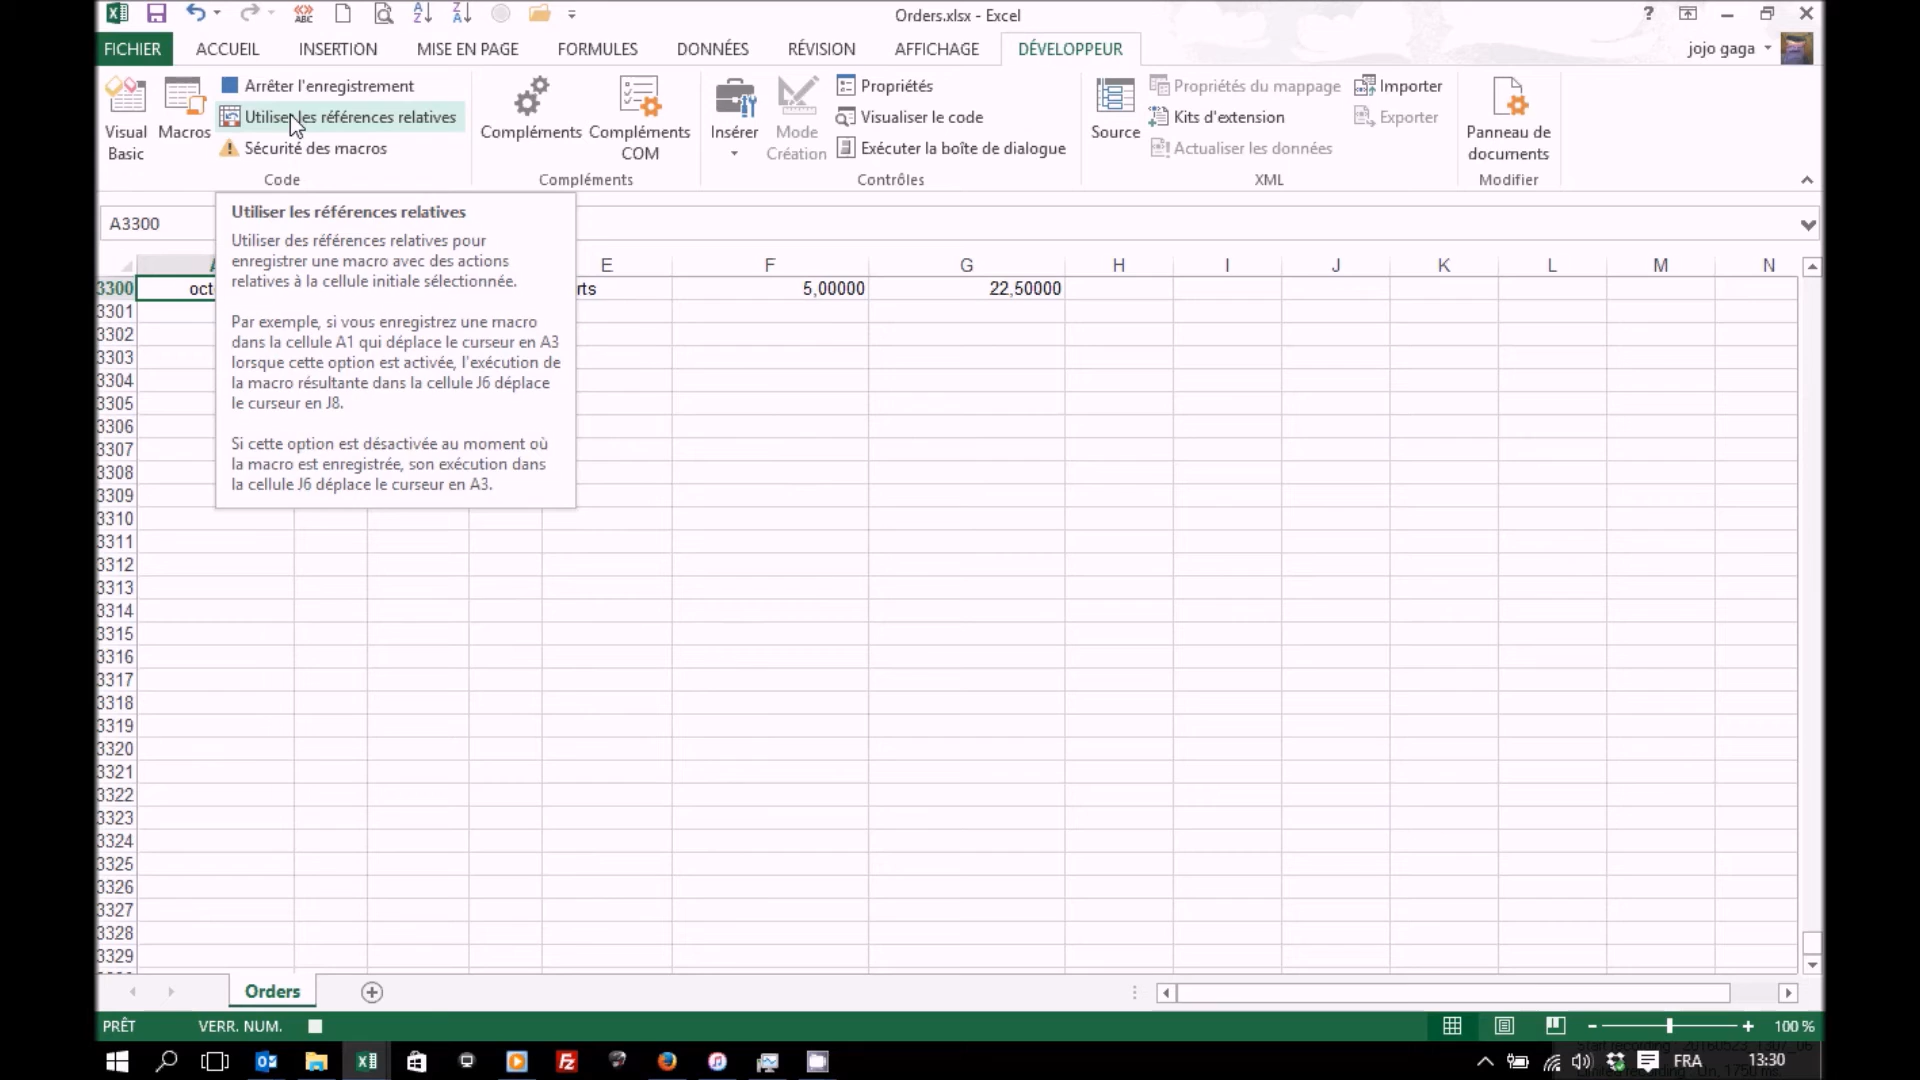 Orders.xlsx - Excel
?
FICHIER ACCUEIL INSERTION MISE EN PAGE FORMULES DONNÉES RÉVISION AFFICHAGE DÉVELOPPEUR jojo gaga
Visual Basic
Macros
Arrêter l'enregistrement
Utiliser les références relatives
Sécurité des macros
Code
Compléments
Compléments COM
Compléments
Insérer
Mode Création
Propriétés
Visualiser le code
Exécuter la boîte de dialogue
Contrôles
Source
Propriétés du mappage
Kits d'extension
Actualiser les données
Importer
Exporter
XML
Panneau de documents
Modifier
A3300
Utiliser les références relatives
Utiliser des références relatives pour
enregistrer une macro avec des actions
relatives à la cellule initiale sélectionnée.
Par exemple, si vous enregistrez une macro
dans la cellule A1 qui déplace le curseur en A3
lorsque cette option est activée, l'exécution de
la macro résultante dans la cellule J6 déplace
le curseur en J8.
Si cette option est désactivée au moment où
la macro est enregistrée, son exécution dans
la cellule J6 déplace le curseur en A3.
E F G H I J K L M N
3300 oct rts 5,00000 22,50000
3301
3302
3303
3304
3305
3306
3307
3308
3309
3310
3311
3312
3313
3314
3315
3316
3317
3318
3319
3320
3321
3322
3323
3324
3325
3326
3327
3328
3329
Orders
PRÊT VERR. NUM. 100 %
FRA 13:30